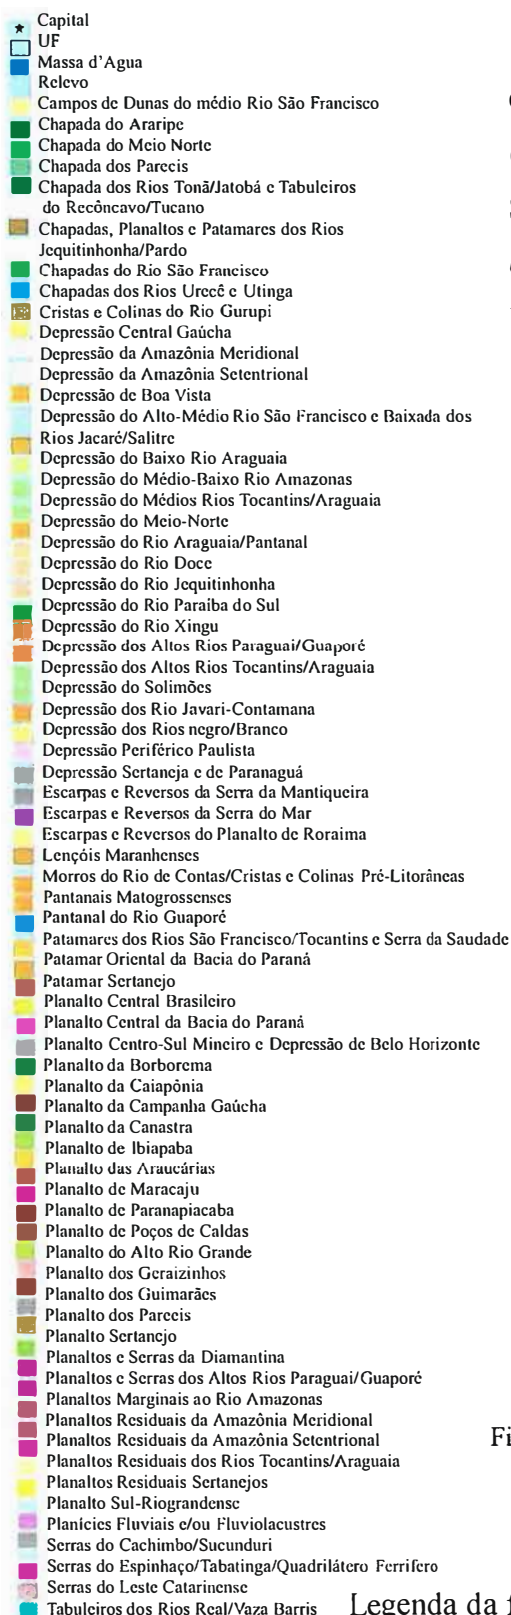 Capital
UF
Massa d'Agua
Relevo
Campos de Dunas do médio Rio São Francisco
Chapada do Araripe
Chapada do Meio Norte
Chapada dos Parecis
Chapada dos Rios Tonã/Jatobá e Tabuleiros
do Recôncavo/Tucano
Chapadas, Planaltos e Patamares dos Rios
Jequitinhonha/Pardo
Chapadas do Rio São Francisco
Chapadas dos Rios Urecê e Utinga
Cristas e Colinas do Rio Gurupi
Depressão Central Gaúcha
Depressão da Amazônia Meridional
Depressão da Amazônia Setentrional
Depressão de Boa Vista
Depressão do Alto-Médio Rio São Francisco e Baixada dos
Rios Jacaré/Salitre
Depressão do Baixo Rio Araguaia
Depressão do Médio-Baixo Rio Amazonas
Depressão do Médios Rios Tocantins/Araguaia
Depressão do Meio-Norte
Depressão do Rio Araguaia/Pantanal
Depressão do Rio Doce
Depressão do Rio Jequitinhonha
Depressão do Rio Paraiba do Sul
Depressão do Rio Xingu
Depressão dos Altos Rios Paraguai/Guaporé
Depressão dos Altos Rios Tocantins/Araguaia
Depressão do Solimões
Depressão dos Rio Javari-Contamana
Depressão dos Rios negro/Branco
Depressão Periférico Paulista
Depressão Sertaneja e de Paranaguá
Escarpas e Reversos da Serra da Mantiqueira
Escarpas e Reversos da Serra do Mar
Escarpas e Reversos do Planalto de Roraima
Lençóis Maranhenses
Morros do Rio de Contas/Cristas e Colinas Pré-Litorâneas
Pantanais Matogrossenses
Pantanal do Rio Guaporé
Patamares dos Rios São Francisco/Tocantins e Serra da Saudade
Patamar Oriental da Bacia do Paraná
Patamar Sertanejo
Planalto Central Brasileiro
Planalto Central da Bacia do Paraná
Planalto Centro-Sul Mineiro e Depressão de Belo Horizonte
Planalto da Borborema
Planalto da Caiapônia
Planalto da Campanha Gaúcha
Planalto da Canastra
Planalto de Ibiapaba
Planalto das Araucárias
Planalto de Maracaju
Planalto de Paranapiacaba
Planalto de Poços de Caldas
Planalto do Alto Rio Grande
Planalto dos Geraizinhos
Planalto dos Guimarães
Planalto dos Parecis
Planalto Sertanejo
Planaltos e Serras da Diamantina
Planaltos e Serras dos Altos Rios Paraguai/Guaporé
Planaltos Marginais ao Rio Amazonas
Planaltos Residuais da Amazônia Meridional
Planaltos Residuais da Amazônia Setentrional
Planaltos Residuais dos Rios Tocantins/Araguaia
Planaltos Residuais Sertanejos
Planalto Sul-Riograndense
Planícies Fluviais e/ou Fluviolacustres
Serras do Cachimbo/Sucunduri
Serras do Espinhaço/Tabatinga/Quadrilátero Ferrifero
Serras do Leste Catarinense
Tabuleiros dos Rios Real/Vaza Barris
Fi
Legenda da f